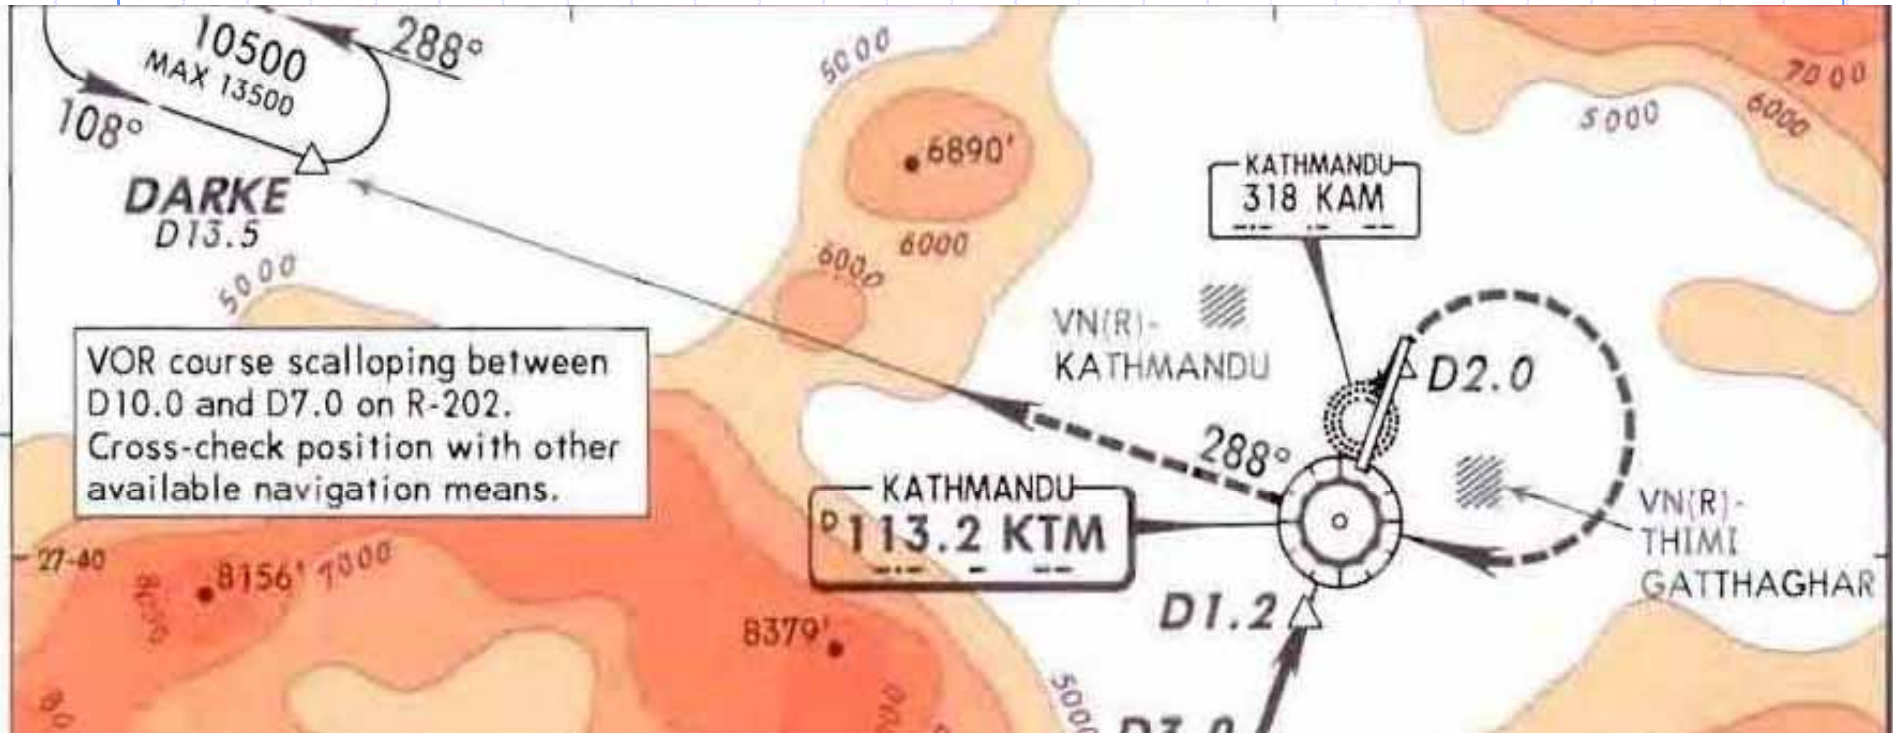 10500
MAX 13500
288°
108°
DARKE
D13.5
5000
6890'
6000
6000
5000
7000
6000
5000
KATHMANDU
318 KAM
VN(R)-
KATHMANDU
D2.0
VOR course scalloping between
D10.0 and D7.0 on R-202.
Cross-check position with other
available navigation means.
288°
KATHMANDU
D 113.2 KTM
VN(R)-
THIMI
GATTHAGHAR
27-40
8156'
7000
8000
D1.2
8379'
5000